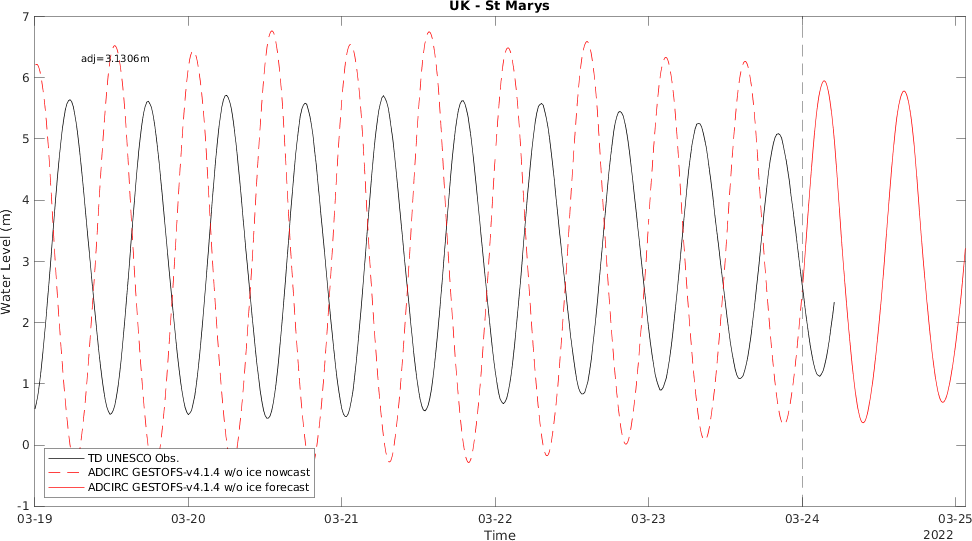 UK - St Marys
7
6
5
4
3
2
1
0
-1
Water Level (m)
adj=3.1306m
TD UNESCO Obs.
ADCIRC GESTOFS-v4.1.4 w/o ice nowcast
ADCIRC GESTOFS-v4.1.4 w/o ice forecast
03-19 03-20 03-21 03-22 03-23 03-24 03-25
Time
2022